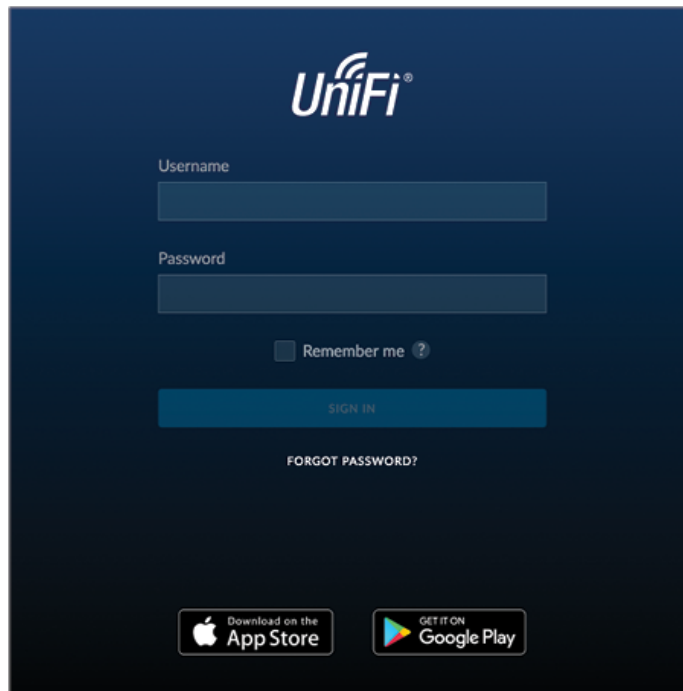 UniFi®
Username
Password
Remember me ?
SIGN IN
FORGOT PASSWORD?
Download on the
App Store
GET IT ON
Google Play